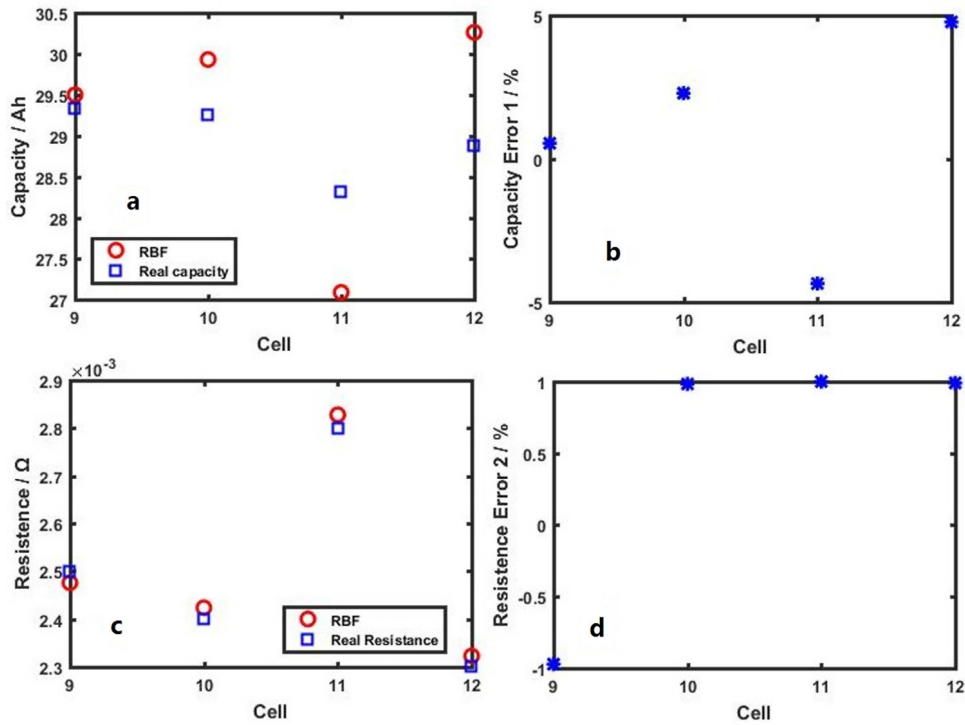 30.5
30
29.5
29
28.5
28
27.5
27
Capacity / Ah
a
RBF
Real capacity
9
10
11
12
Cell
5
0
-5
Capacity Error 1 / %
b
9
10
11
12
Cell
×10⁻³
2.9
2.8
2.7
2.6
2.5
2.4
2.3
Resistence / Ω
c
RBF
Real Resistance
9
10
11
12
Cell
1
0.5
0
-0.5
-1
Resistence Error 2 / %
d
9
10
11
12
Cell